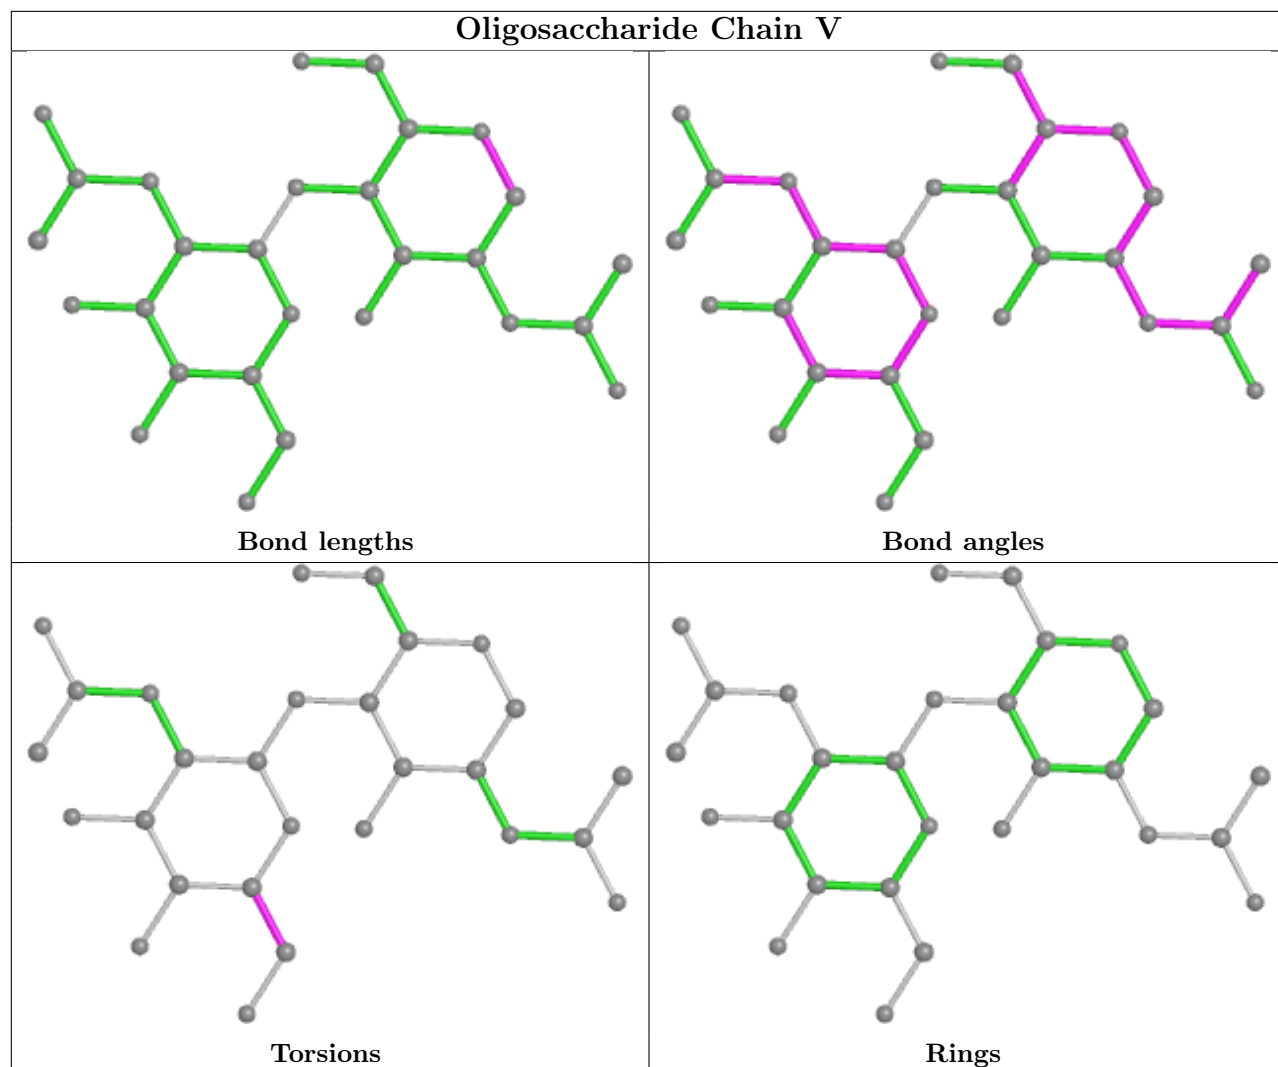 Oligosaccharide Chain V
Bond lengths
Bond angles
Torsions
Rings